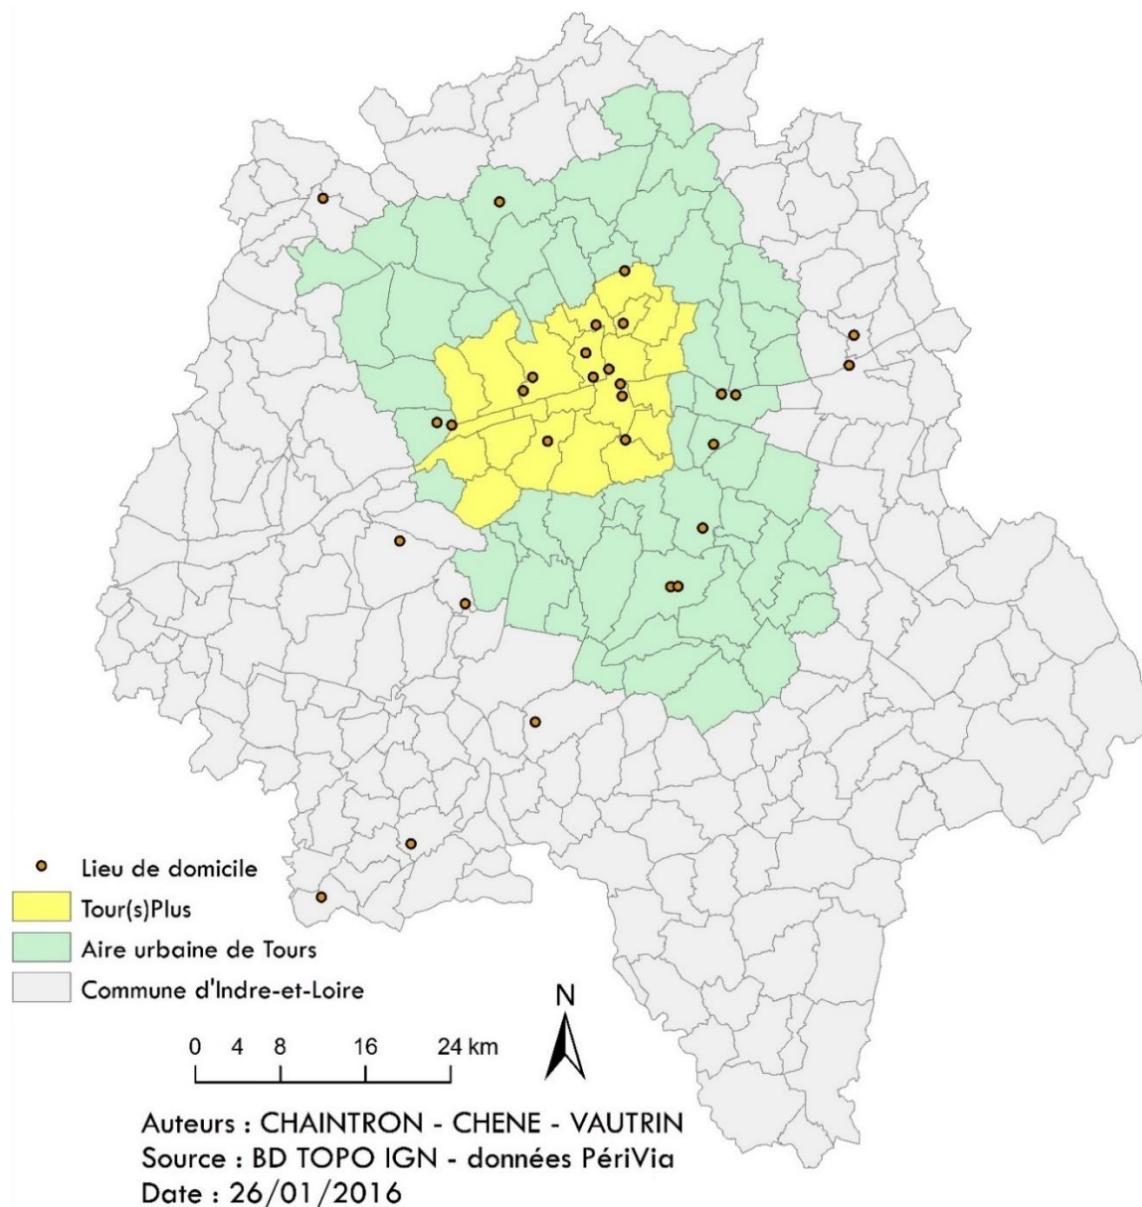 Lieu de domicile
Tour(s)Plus
Aire urbaine de Tours
Commune d'Indre-et-Loire
N
0 4 8 16 24 km
Auteurs : CHAINTRON - CHENE - VAUTRIN
Source : BD TOPO IGN - données PériVia
Date : 26/01/2016